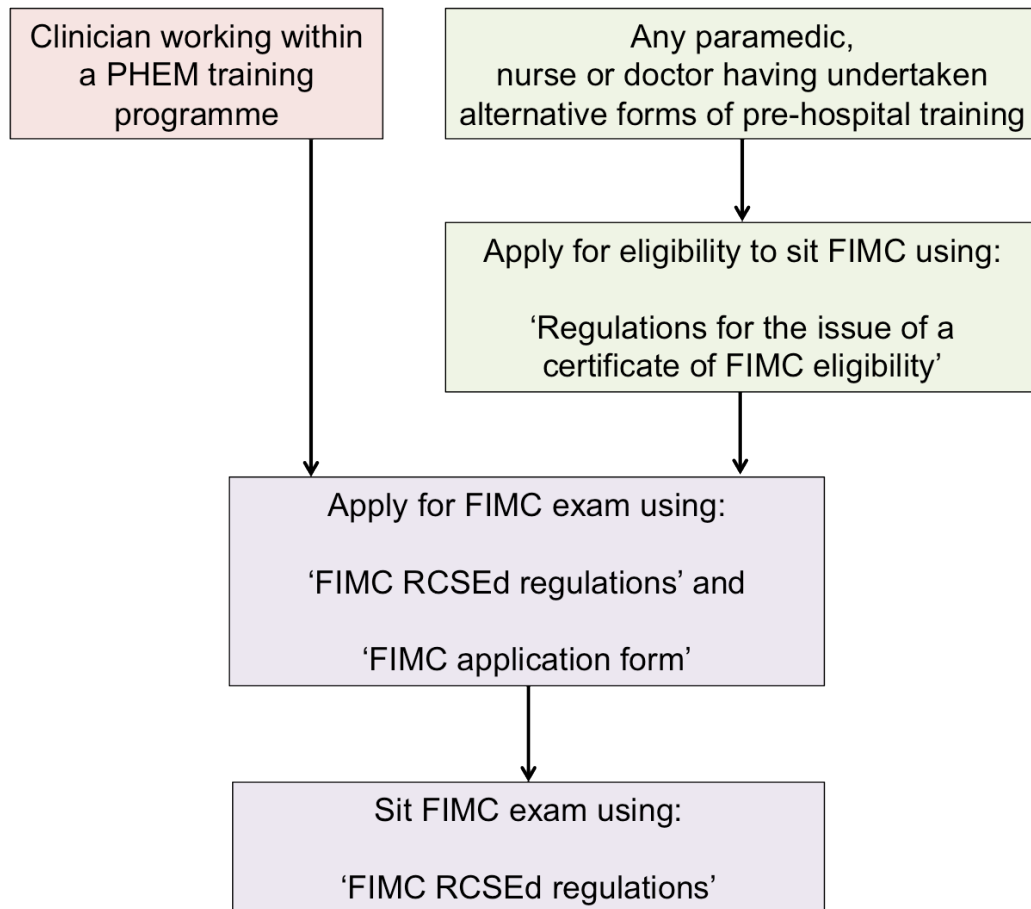 Clinician working within
a PHEM training
programme
Any paramedic,
nurse or doctor having undertaken
alternative forms of pre-hospital training
Apply for eligibility to sit FIMC using:
‘Regulations for the issue of a
certificate of FIMC eligibility’
Apply for FIMC exam using:
‘FIMC RCSEd regulations’ and
‘FIMC application form’
Sit FIMC exam using:
‘FIMC RCSEd regulations’